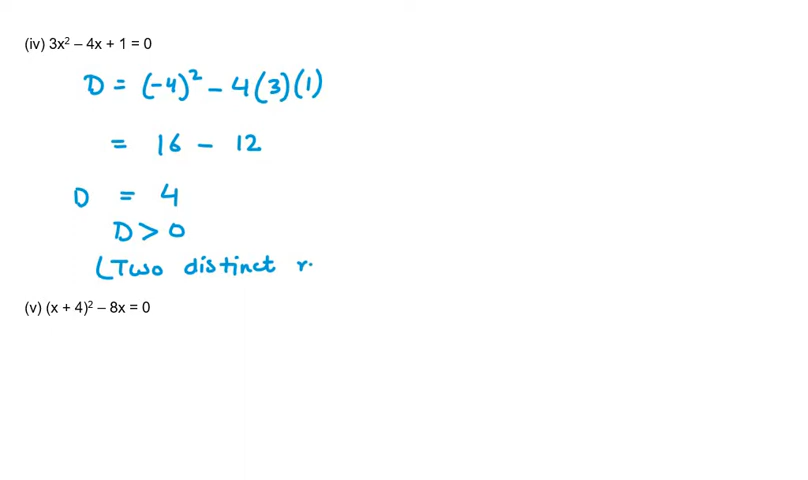 (iv) 3x² – 4x + 1 = 0
D = (-4)² - 4(3)(1)
= 16 - 12
D = 4
D > 0
(Two distinct r
(v) (x + 4)² – 8x = 0